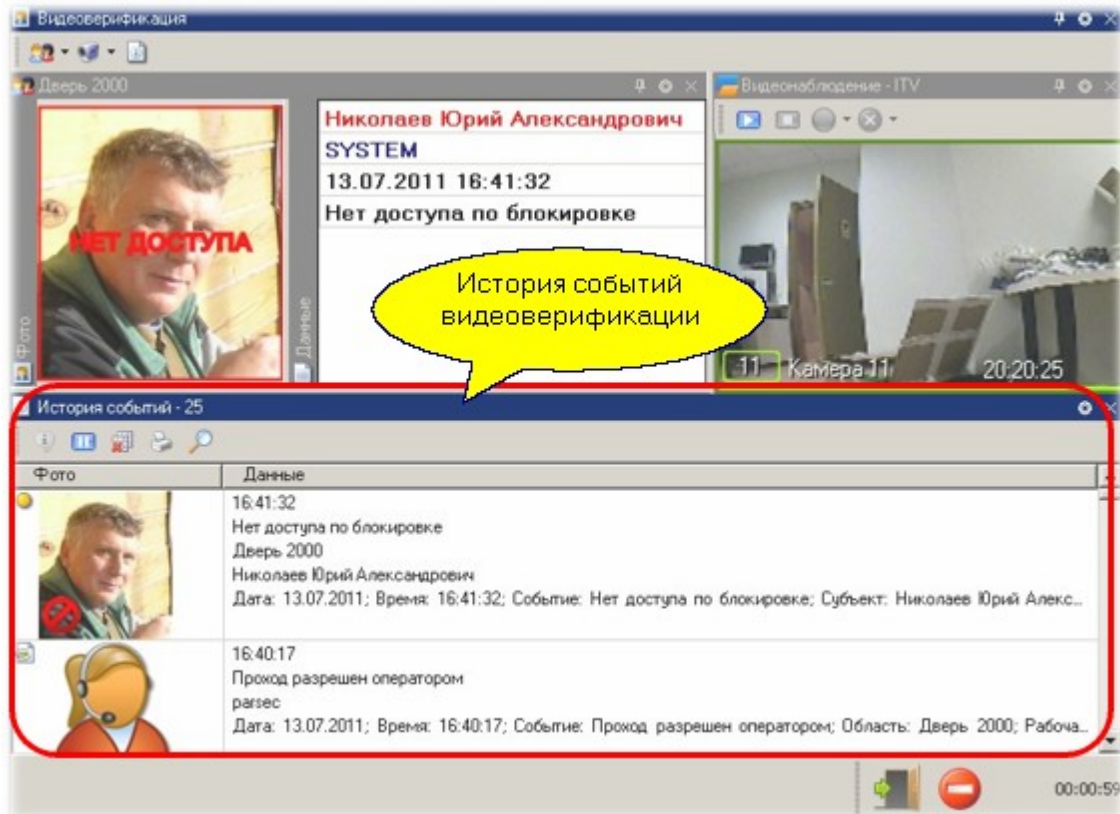 Видеоверификация
Дверь 2000
Видеонаблюдение - ITV
Фото
НЕТ ДОСТУПА
Данные
Николаев Юрий Александрович
SYSTEM
13.07.2011 16:41:32
Нет доступа по блокировке
11 Камера 11 20:20:25
История событий
видеоверификации
История событий - 25
Фото Данные
16:41:32
Нет доступа по блокировке
Дверь 2000
Николаев Юрий Александрович
Дата: 13.07.2011; Время: 16:41:32; Событие: Нет доступа по блокировке; Субъект: Николаев Юрий Алекс...
16:40:17
Проход разрешен оператором
parsec
Дата: 13.07.2011; Время: 16:40:17; Событие: Проход разрешен оператором; Область: Дверь 2000; Рабоча...
00:00:59